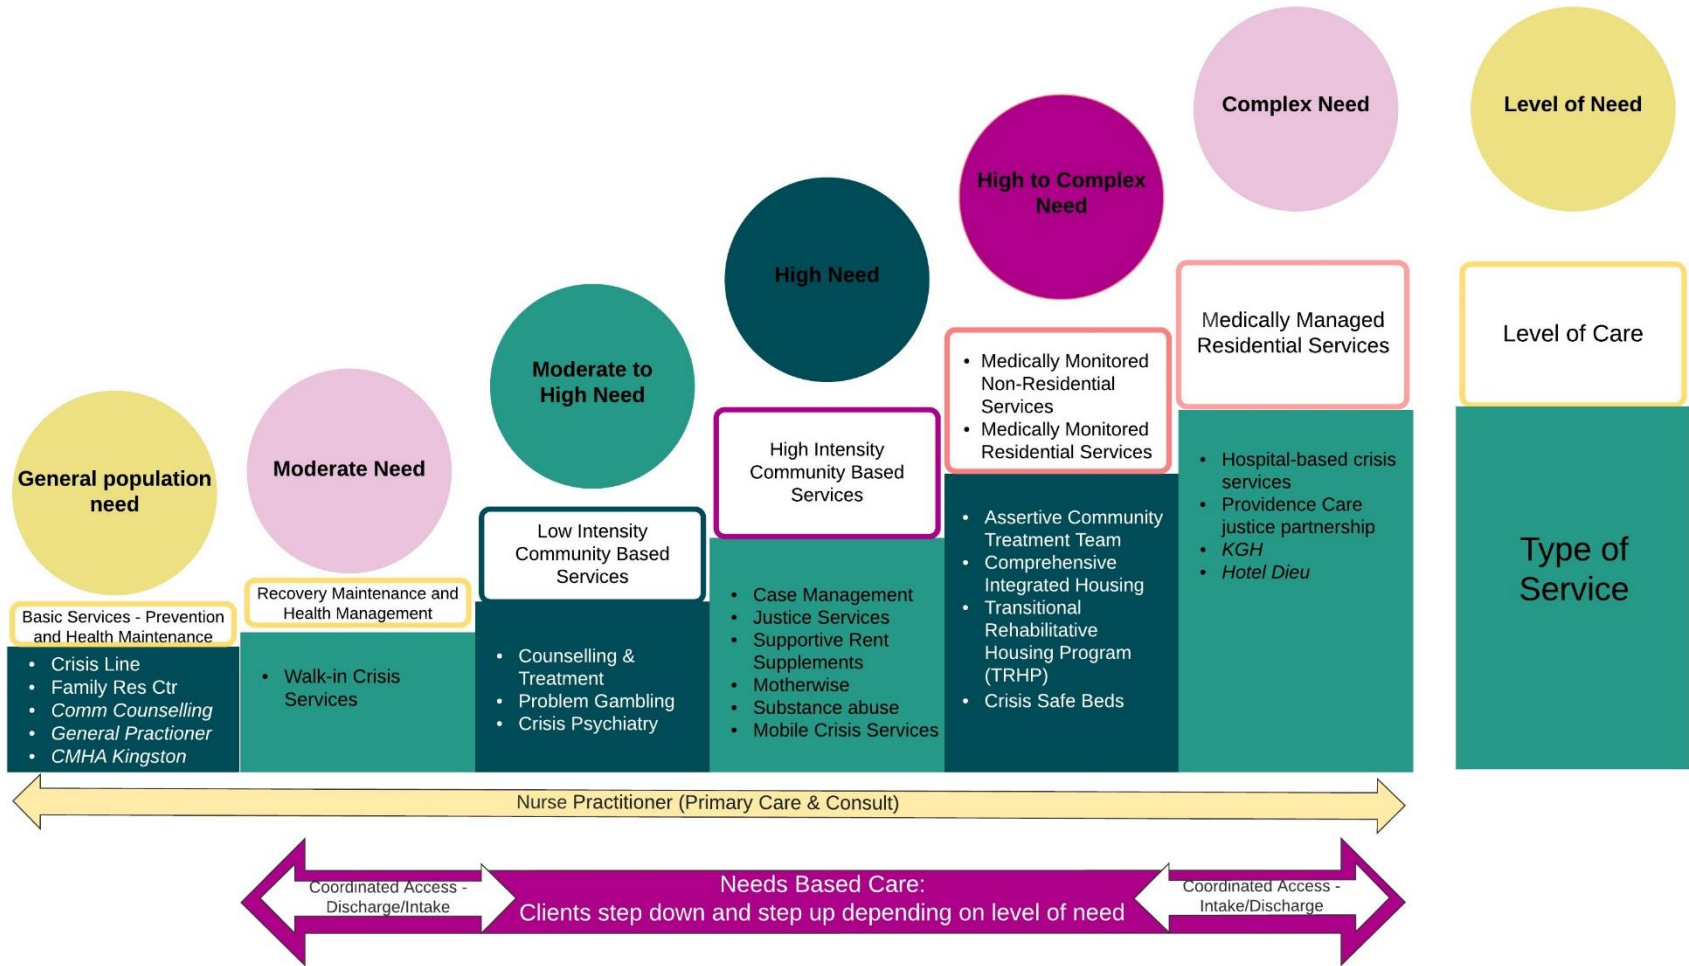 General population
need
Basic Services - Prevention
and Health Maintenance
• Crisis Line
• Family Res Ctr
• Comm Counselling
• General Practioner
• CMHA Kingston
Moderate Need
Recovery Maintenance and
Health Management
• Walk-in Crisis
Services
Moderate to
High Need
Low Intensity
Community Based
Services
• Counselling &
Treatment
• Problem Gambling
• Crisis Psychiatry
High Need
High Intensity
Community Based
Services
• Case Management
• Justice Services
• Supportive Rent
Supplements
• Motherwise
• Substance abuse
• Mobile Crisis Services
High to Complex
Need
• Medically Monitored
Non-Residential
Services
• Medically Monitored
Residential Services
• Assertive Community
Treatment Team
• Comprehensive
Integrated Housing
• Transitional
Rehabilitative
Housing Program
(TRHP)
• Crisis Safe Beds
Complex Need
Medically Managed
Residential Services
• Hospital-based crisis
services
• Providence Care
justice partnership
• KGH
• Hotel Dieu
Level of Need
Level of Care
Type of
Service
Nurse Practitioner (Primary Care & Consult)
Coordinated Access -
Discharge/Intake
Needs Based Care:
Clients step down and step up depending on level of need
Coordinated Access -
Intake/Discharge